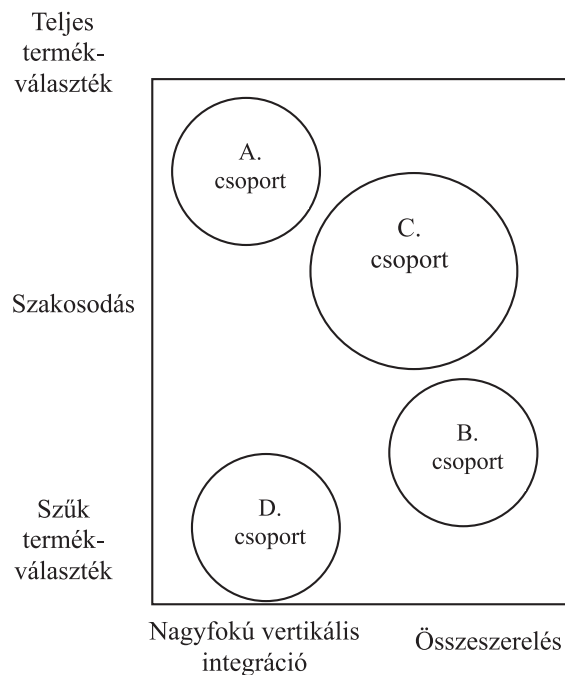 Teljes
termék-
választék
A.
csoport
C.
csoport
Szakosodás
B.
csoport
D.
csoport
Szűk
termék-
választék
Nagyfokú vertikális
integráció
Összeszerelés